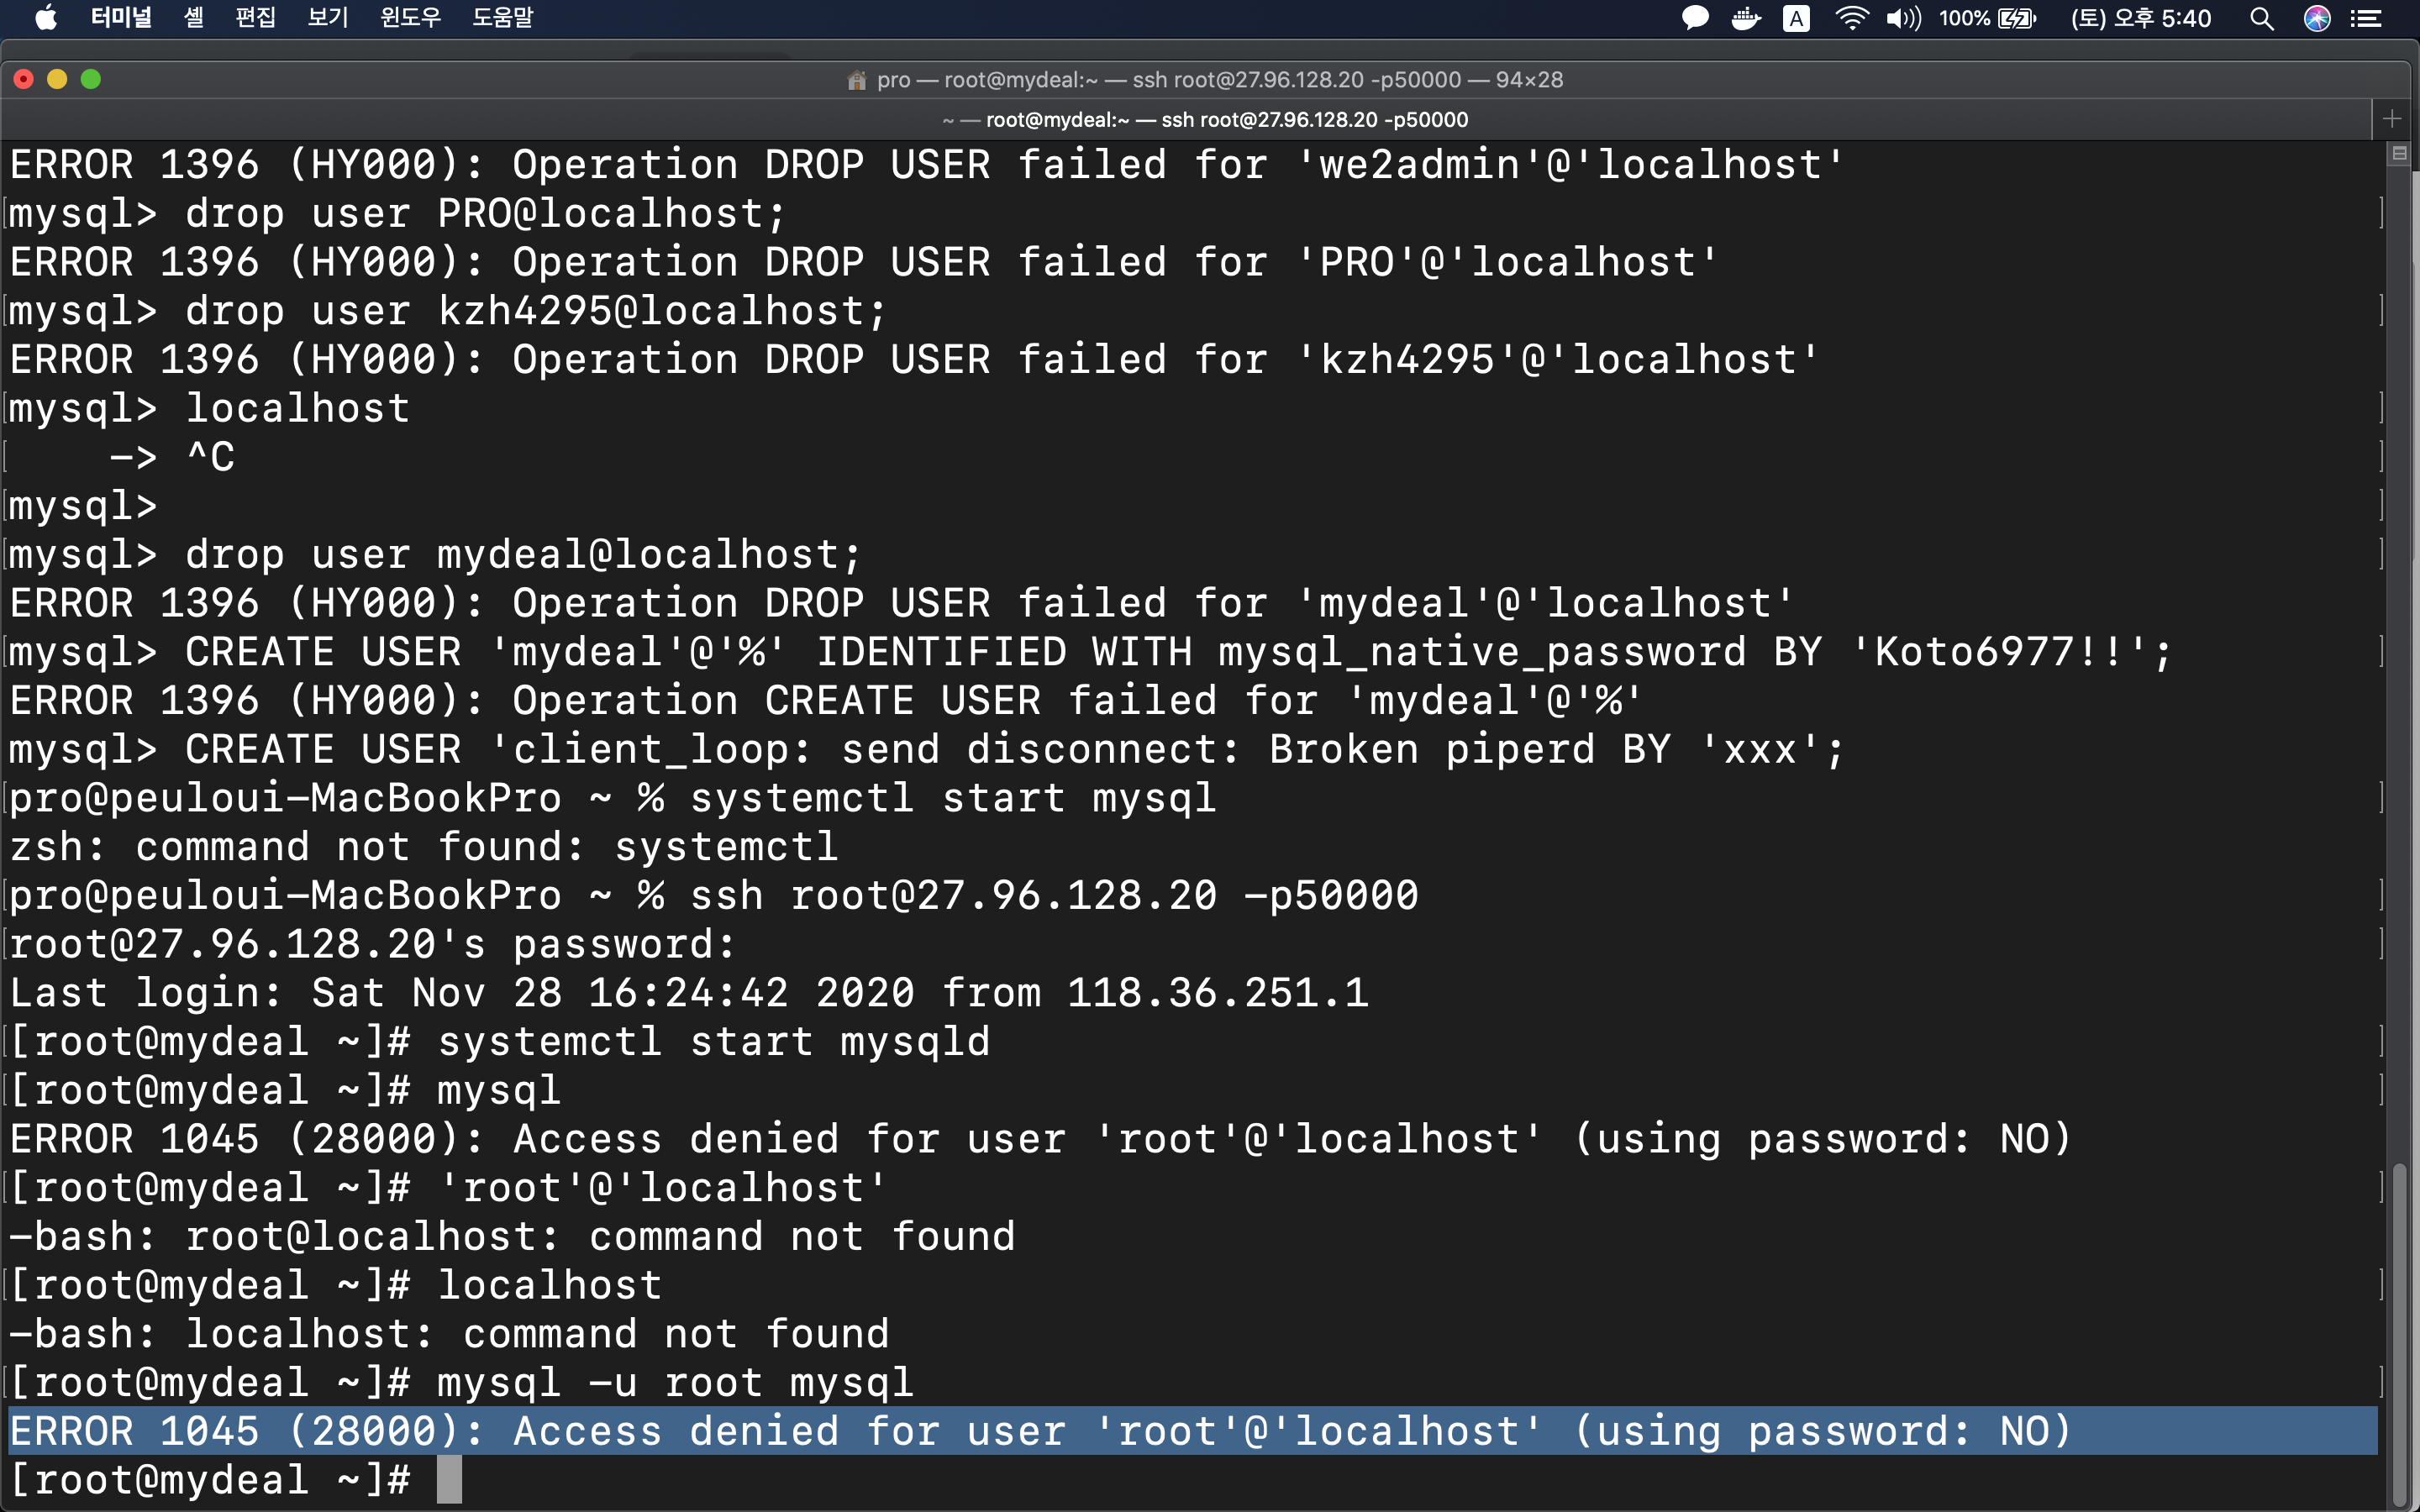 터미널 셸 편집 보기 윈도우 도움말 A 100% (토) 오후 5:40
pro — root@mydeal:~ — ssh root@27.96.128.20 -p50000 — 94×28
~ — root@mydeal:~ — ssh root@27.96.128.20 -p50000
ERROR 1396 (HY000): Operation DROP USER failed for 'we2admin'@'localhost'
mysql> drop user PRO@localhost;
ERROR 1396 (HY000): Operation DROP USER failed for 'PRO'@'localhost'
mysql> drop user kzh4295@localhost;
ERROR 1396 (HY000): Operation DROP USER failed for 'kzh4295'@'localhost'
mysql> localhost
    -> ^C
mysql>
mysql> drop user mydeal@localhost;
ERROR 1396 (HY000): Operation DROP USER failed for 'mydeal'@'localhost'
mysql> CREATE USER 'mydeal'@'%' IDENTIFIED WITH mysql_native_password BY 'Koto6977!!';
ERROR 1396 (HY000): Operation CREATE USER failed for 'mydeal'@'%'
mysql> CREATE USER 'client_loop: send disconnect: Broken piperd BY 'xxx';
pro@peuloui-MacBookPro ~ % systemctl start mysql
zsh: command not found: systemctl
pro@peuloui-MacBookPro ~ % ssh root@27.96.128.20 -p50000
root@27.96.128.20's password:
Last login: Sat Nov 28 16:24:42 2020 from 118.36.251.1
[root@mydeal ~]# systemctl start mysqld
[root@mydeal ~]# mysql
ERROR 1045 (28000): Access denied for user 'root'@'localhost' (using password: NO)
[root@mydeal ~]# 'root'@'localhost'
-bash: root@localhost: command not found
[root@mydeal ~]# localhost
-bash: localhost: command not found
[root@mydeal ~]# mysql -u root mysql
ERROR 1045 (28000): Access denied for user 'root'@'localhost' (using password: NO)
[root@mydeal ~]#